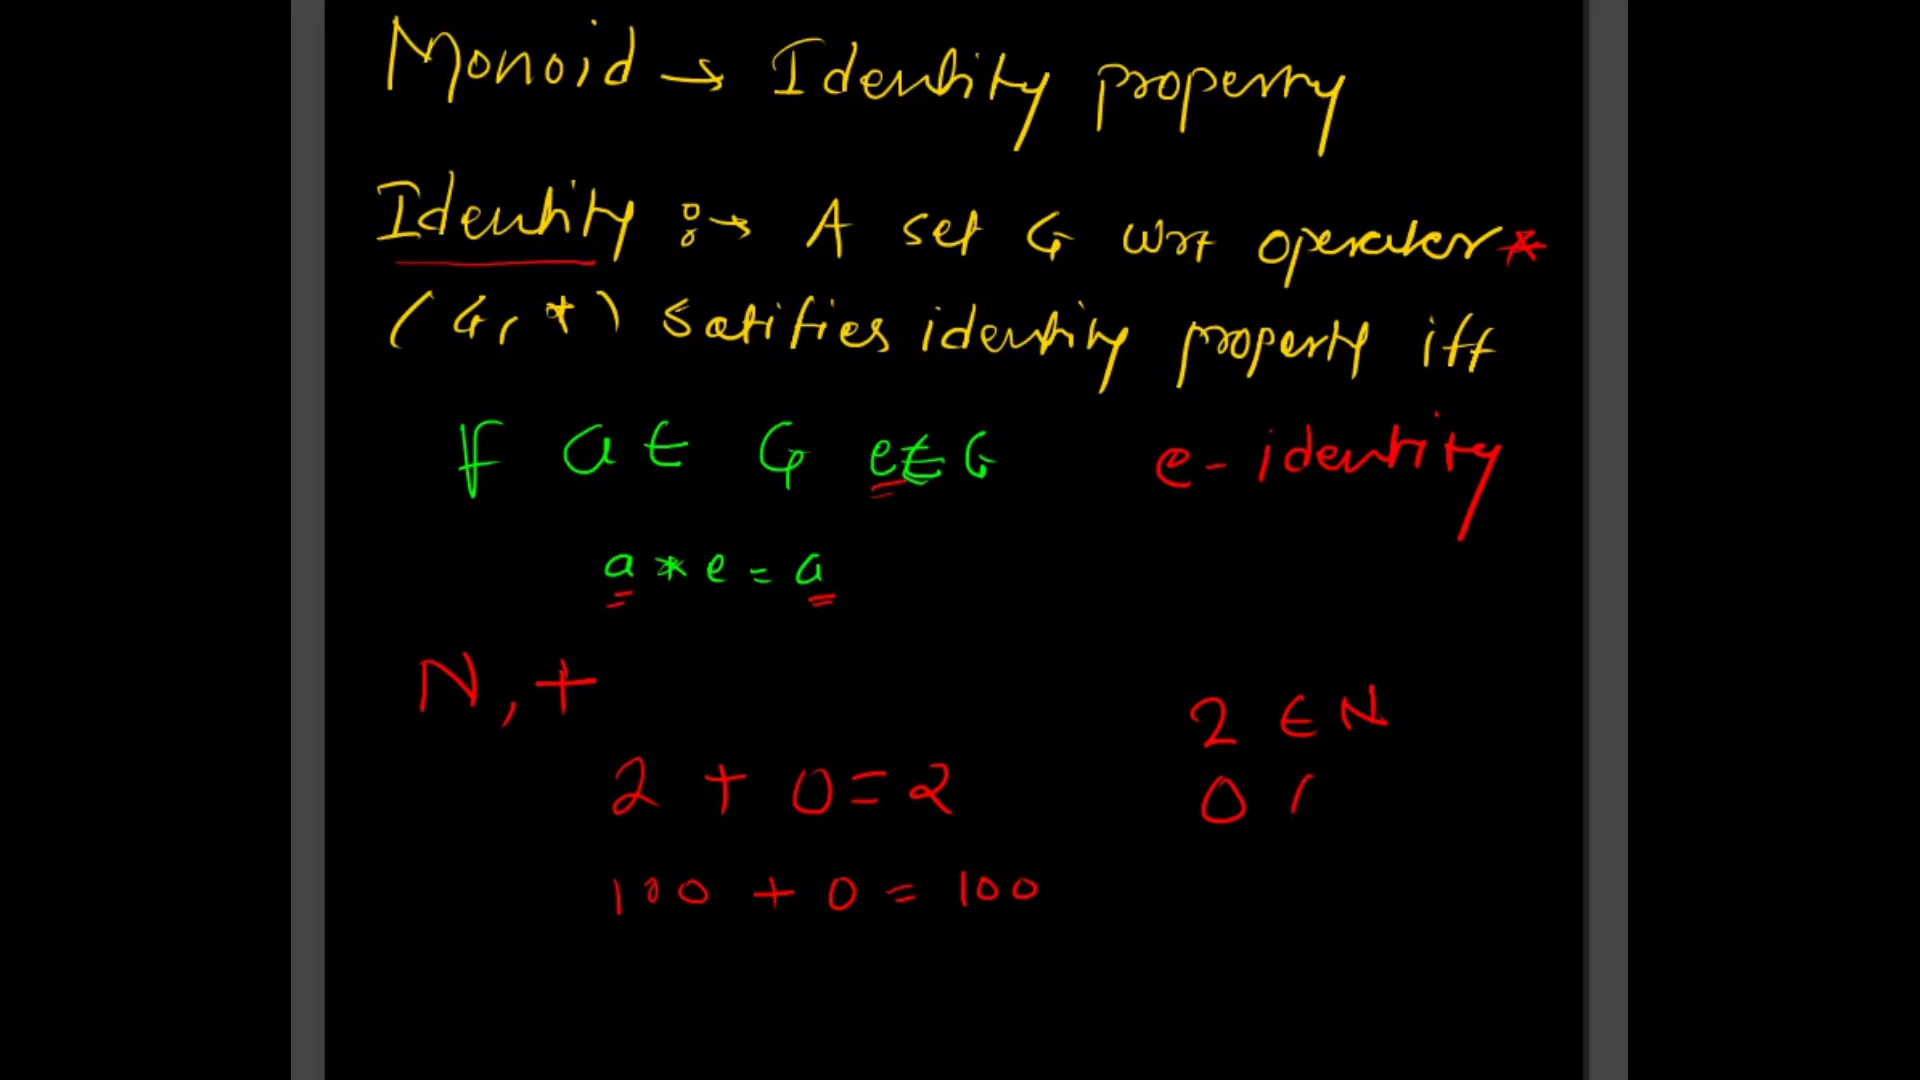 Monoid → Identity property
Identity :→ A set G wrt operator *
(G, *) satifies identity property iff
If a ∈ G e ∈ G e - identity
a * e = a
N, +
2 ∈ N
2 + 0 = 2
0 (
100 + 0 = 100